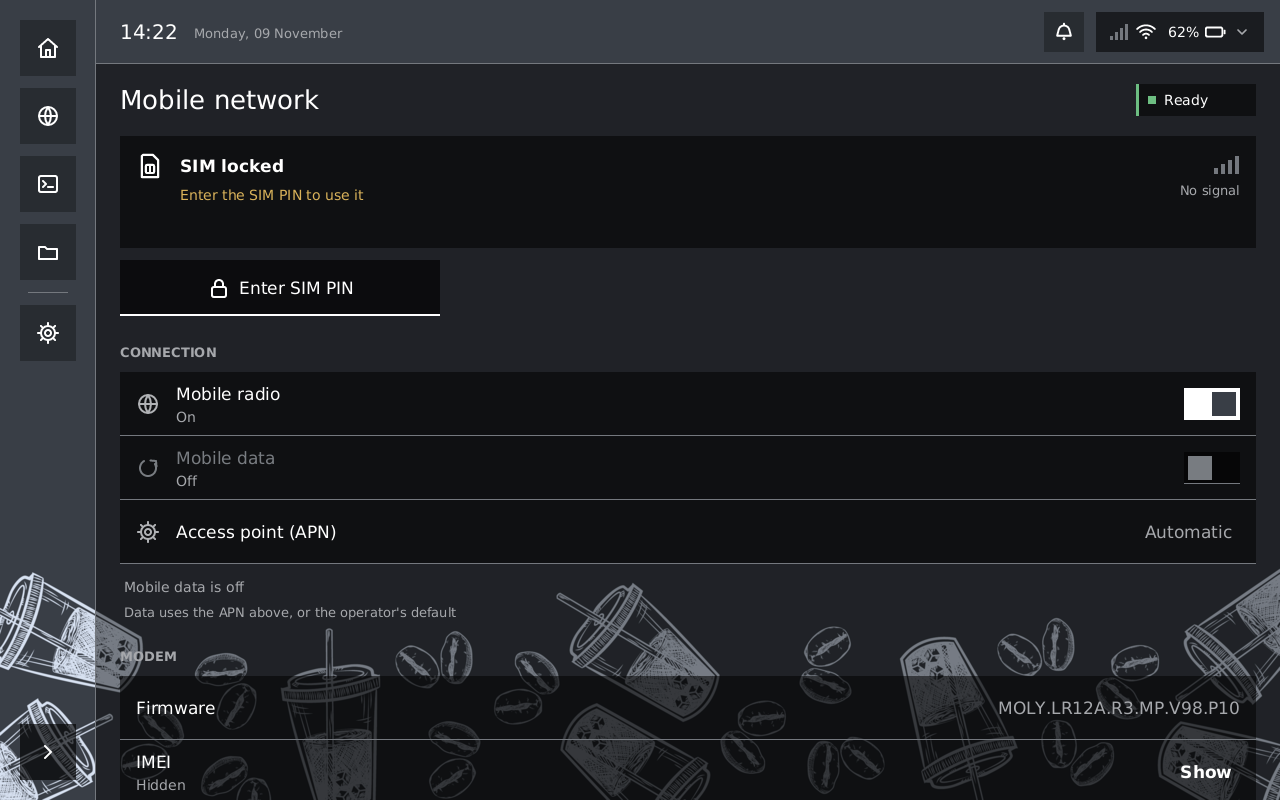 14:22 Monday, 09 November
62%
Mobile network
Ready
SIM locked
Enter the SIM PIN to use it
No signal
Enter SIM PIN
CONNECTION
Mobile radio
On
Mobile data
Off
Access point (APN)
Automatic
Mobile data is off
Data uses the APN above, or the operator's default
MODEM
Firmware
MOLY.LR12A.R3.MP.V98.P10
IMEI
Hidden
Show